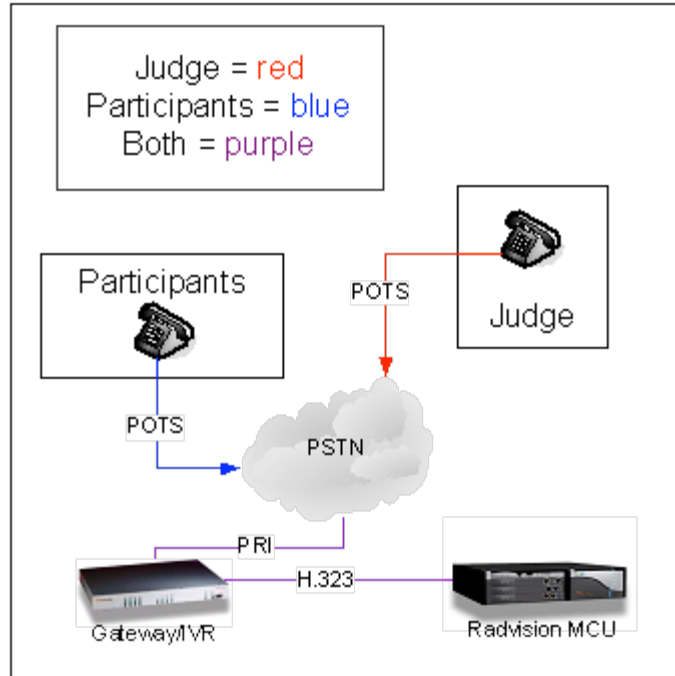 Judge = red
Participants = blue
Both = purple
Participants
POTS
Judge
POTS
PSTN
PRI
H.323
Gateway/IVR
Radvision MCU